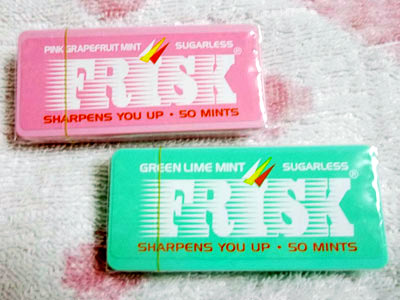 PINK GRAPEFRUIT MINT SUGARLESS
FRISK®
SHARPENS YOU UP · 50 MINTS
GREEN LIME MINT SUGARLESS
FRISK®
SHARPENS YOU UP · 50 MINTS